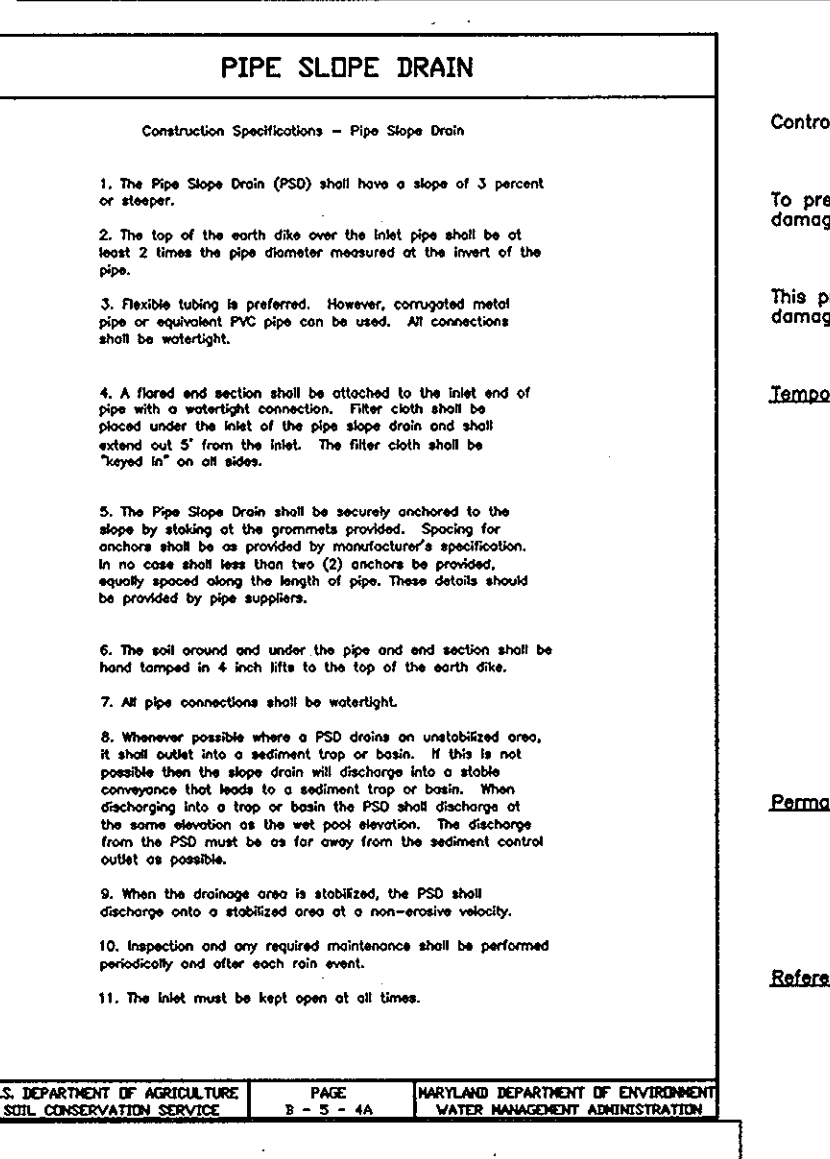 PIPE SLOPE DRAIN
Construction Specifications - Pipe Slope Drain
1. The Pipe Slope Drain (PSD) shall have a slope of 3 percent
or steeper.
2. The top of the earth dike over the inlet pipe shall be at
least 2 times the pipe diameter measured at the invert of the
pipe.
3. Flexible tubing is preferred. However, corrugated metal
pipe or equivalent PVC pipe can be used. All connections
shall be watertight.
4. A flared end section shall be attached to the inlet end of
pipe with a watertight connection. Filter cloth shall be
placed under the inlet of the pipe slope drain and shall
extend out 5' from the inlet. The filter cloth shall be
"keyed in" on all sides.
5. The Pipe Slope Drain shall be securely anchored to the
slope by staking at the grommets provided. Spacing for
anchors shall be as provided by manufacturer's specification.
In no case shall less than two (2) anchors be provided,
equally spaced along the length of pipe. These details should
be provided by pipe suppliers.
6. The soil around and under the pipe and end section shall be
hand tamped in 4 inch lifts to the top of the earth dike.
7. All pipe connections shall be watertight.
8. Whenever possible where a PSD drains an unstabilized area,
it shall outlet into a sediment trap or basin. If this is not
possible then the slope drain will discharge into a stable
conveyance that leads to a sediment trap or basin. When
discharging into a trap or basin the PSD shall discharge at
the same elevation as the wet pool elevation. The discharge
from the PSD must be as far away from the sediment control
outlet as possible.
9. When the drainage area is stabilized, the PSD shall
discharge onto a stabilized area at a non-erosive velocity.
10. Inspection and any required maintenance shall be performed
periodically and after each rain event.
11. The inlet must be kept open at all times.
.S. DEPARTMENT OF AGRICULTURE
SOIL CONSERVATION SERVICE
PAGE
B - 5 - 4A
MARYLAND DEPARTMENT OF ENVIRONMENT
WATER MANAGEMENT ADMINISTRATION
Contro
To pre
damag
This p
damag
Tempo
Perma
Refere